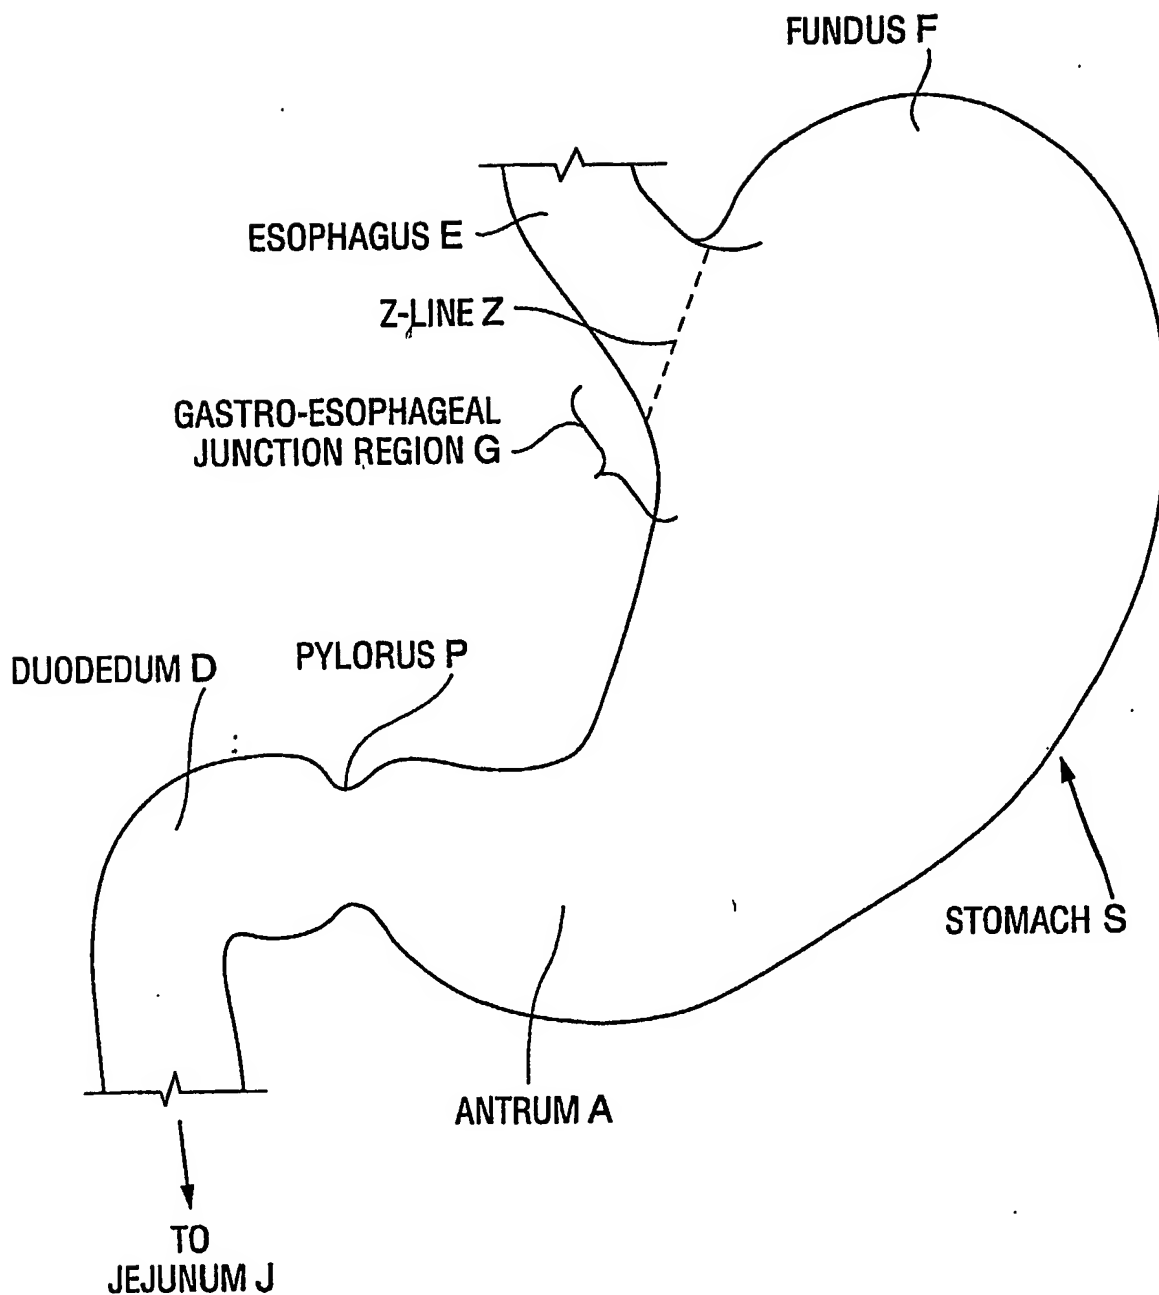 FUNDUS F
ESOPHAGUS E
Z-LINE Z
GASTRO-ESOPHAGEAL
JUNCTION REGION G
DUODEDUM D
PYLORUS P
STOMACH S
ANTRUM A
TO
JEJUNUM J